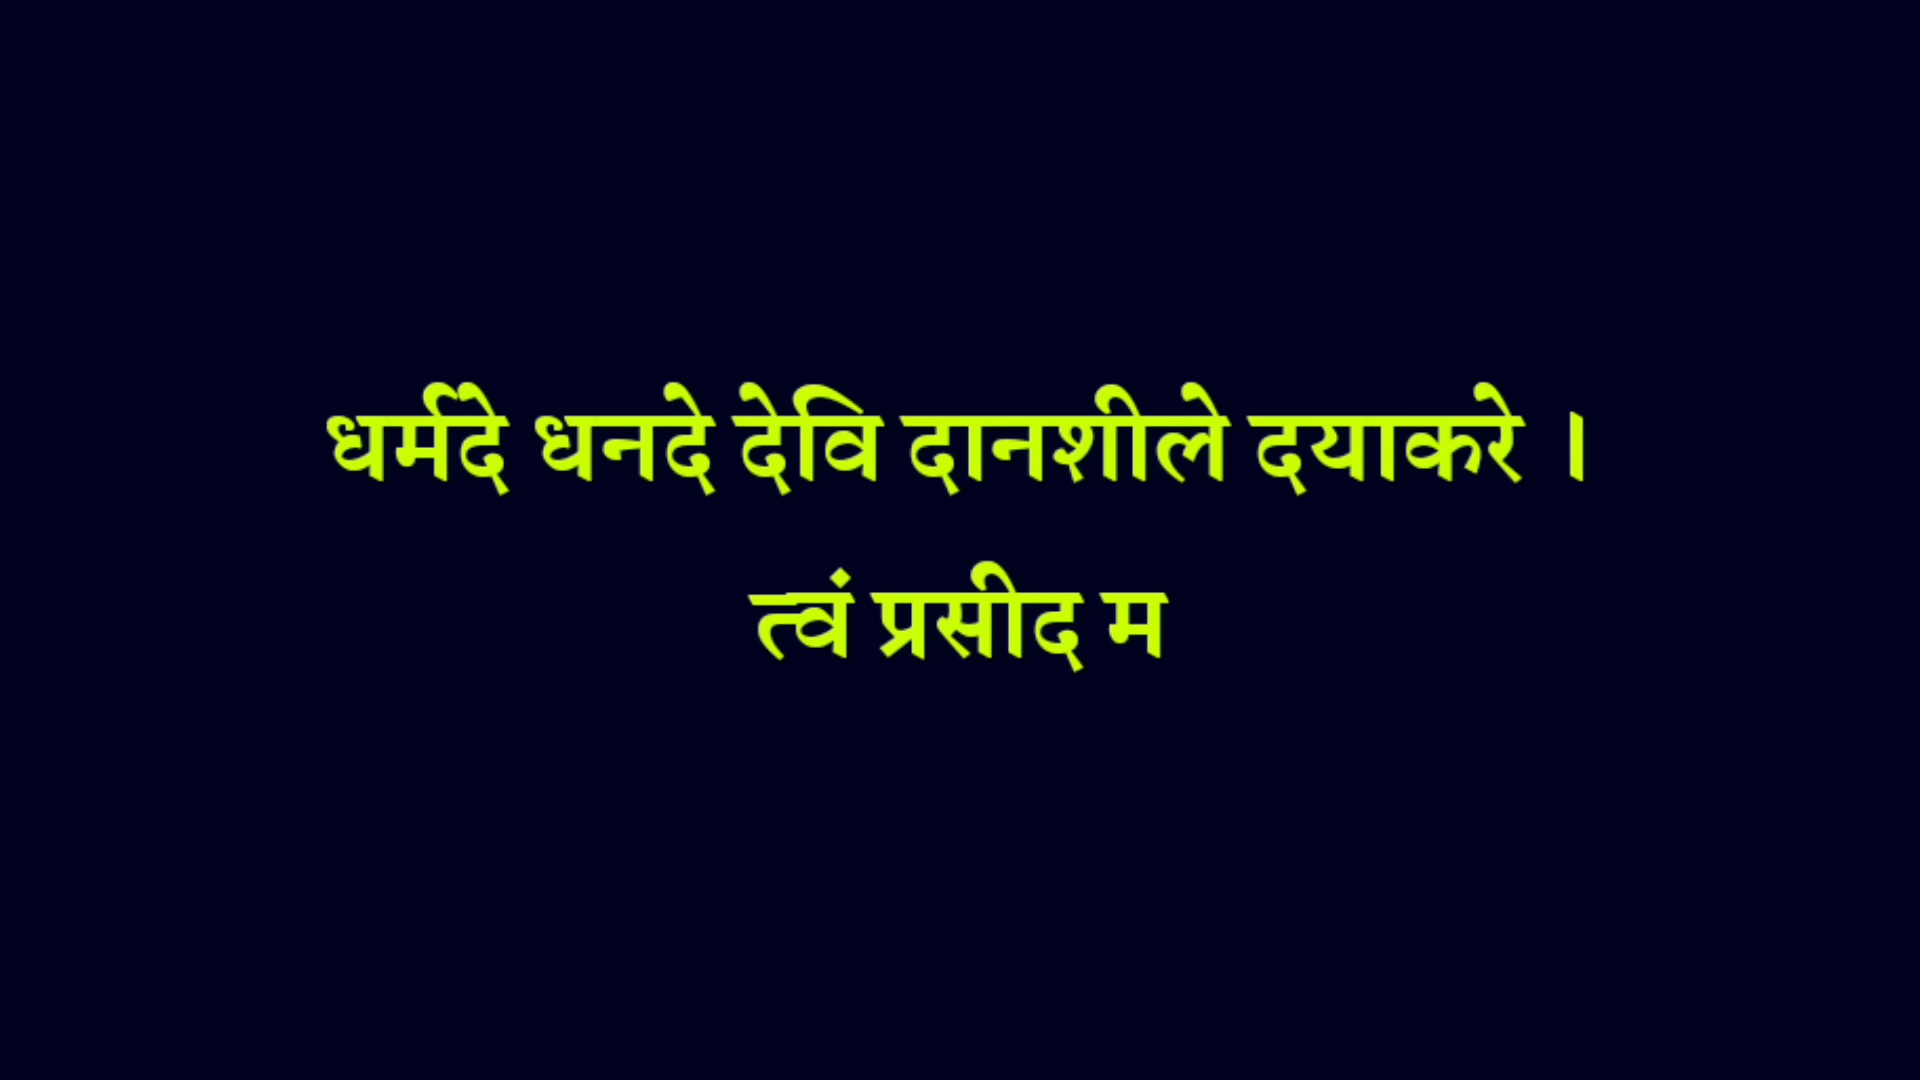 धर्मदे धनदे देवि दानशीले दयाकरे ।
त्वं प्रसीद म